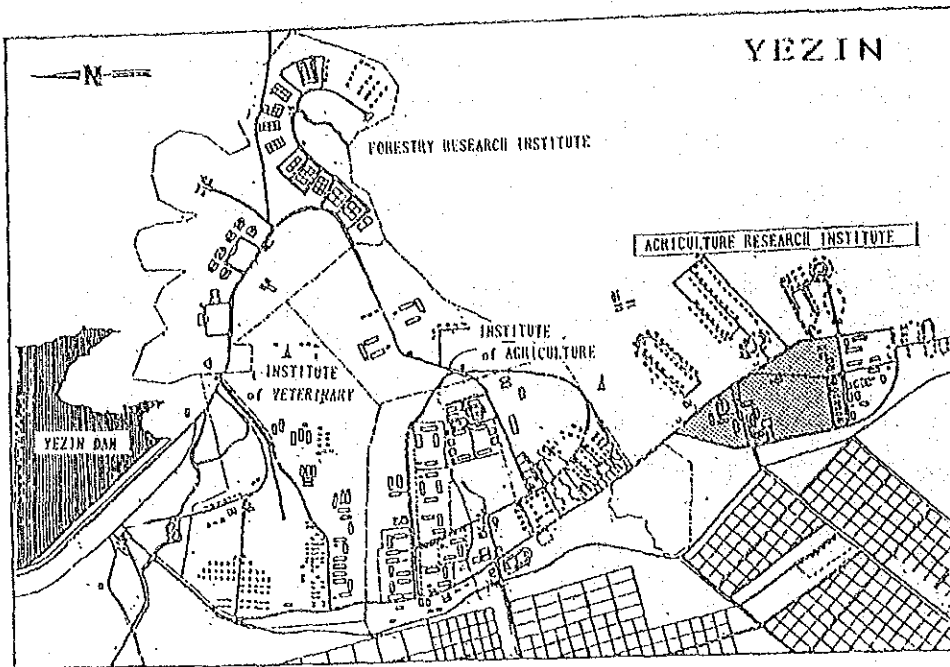 YEZIN
N
FORESTRY RESEARCH INSTITUTE
AGRICULTURE RESEARCH INSTITUTE
INSTITUTE
of AGRICULTURE
INSTITUTE
of VETERINARY
YEZIN DAM